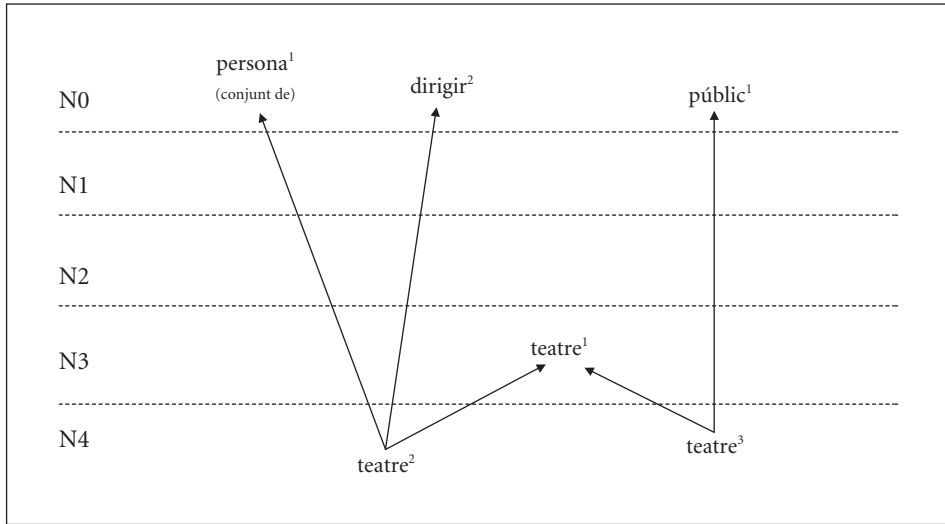 persona¹
(conjunt de)
dirigir²
públic¹
N0
N1
N2
N3
teatre¹
N4
teatre²
teatre³